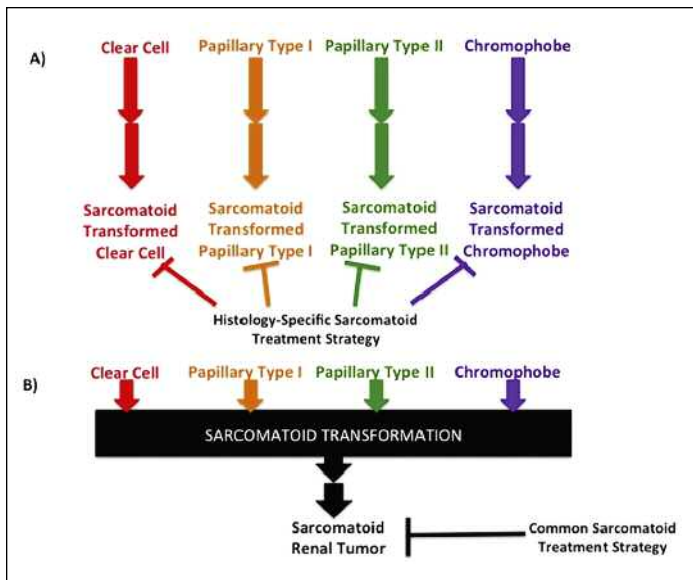 A)
Clear Cell Papillary Type I Papillary Type II Chromophobe
Sarcomatoid Sarcomatoid Sarcomatoid Sarcomatoid
Transformed Transformed Transformed Transformed
Clear Cell Papillary Type I Papillary Type II Chromophobe
Histology-Specific Sarcomatoid
Treatment Strategy
B)
Clear Cell Papillary Type I Papillary Type II Chromophobe
SARCOMATOID TRANSFORMATION
Sarcomatoid Common Sarcomatoid
Renal Tumor Treatment Strategy